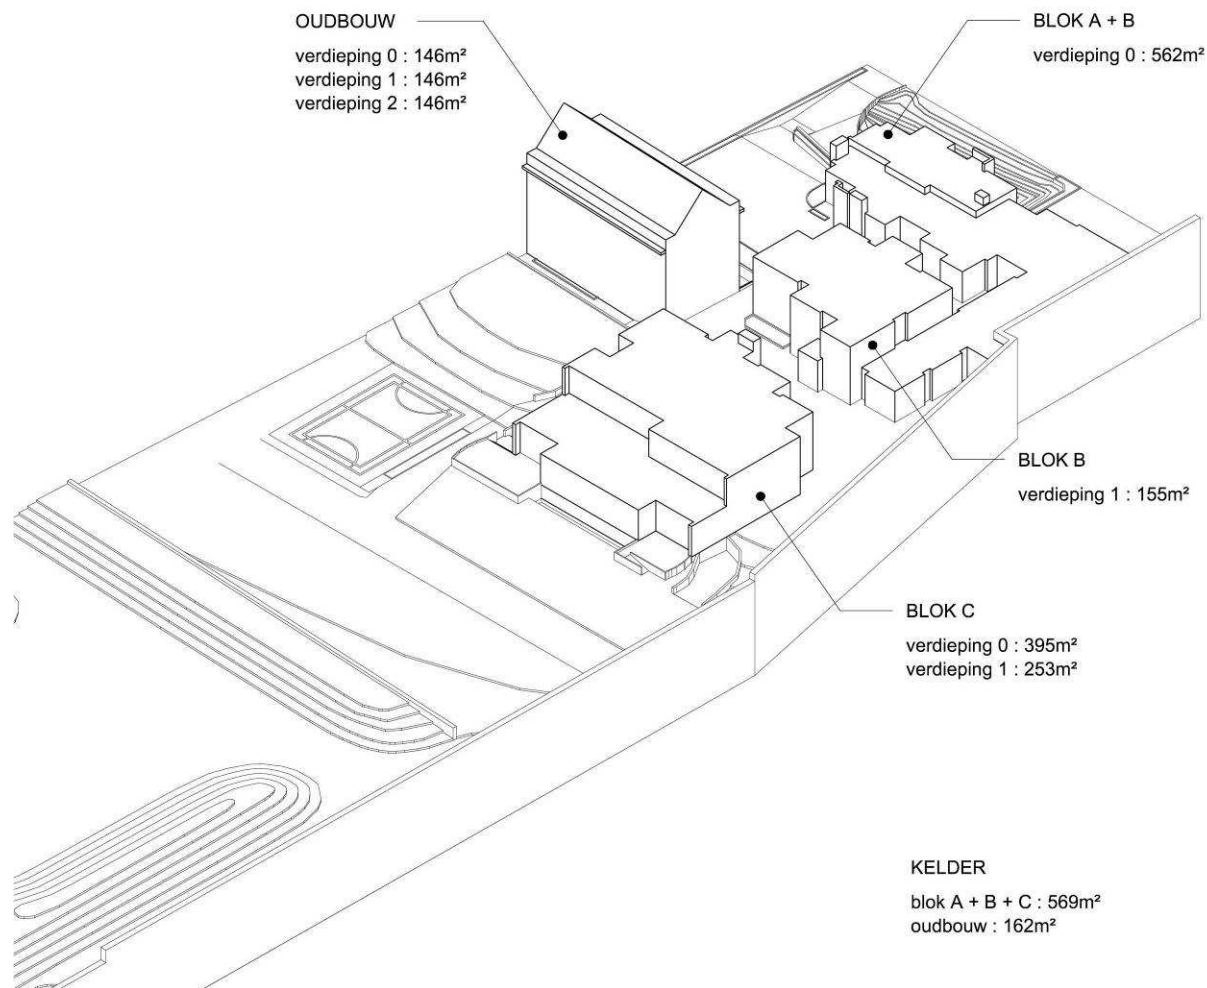 OUDBOUW
verdieping 0 : 146m²
verdieping 1 : 146m²
verdieping 2 : 146m²
BLOK A + B
verdieping 0 : 562m²
BLOK B
verdieping 1 : 155m²
BLOK C
verdieping 0 : 395m²
verdieping 1 : 253m²
KELDER
blok A + B + C : 569m²
oudbouw : 162m²